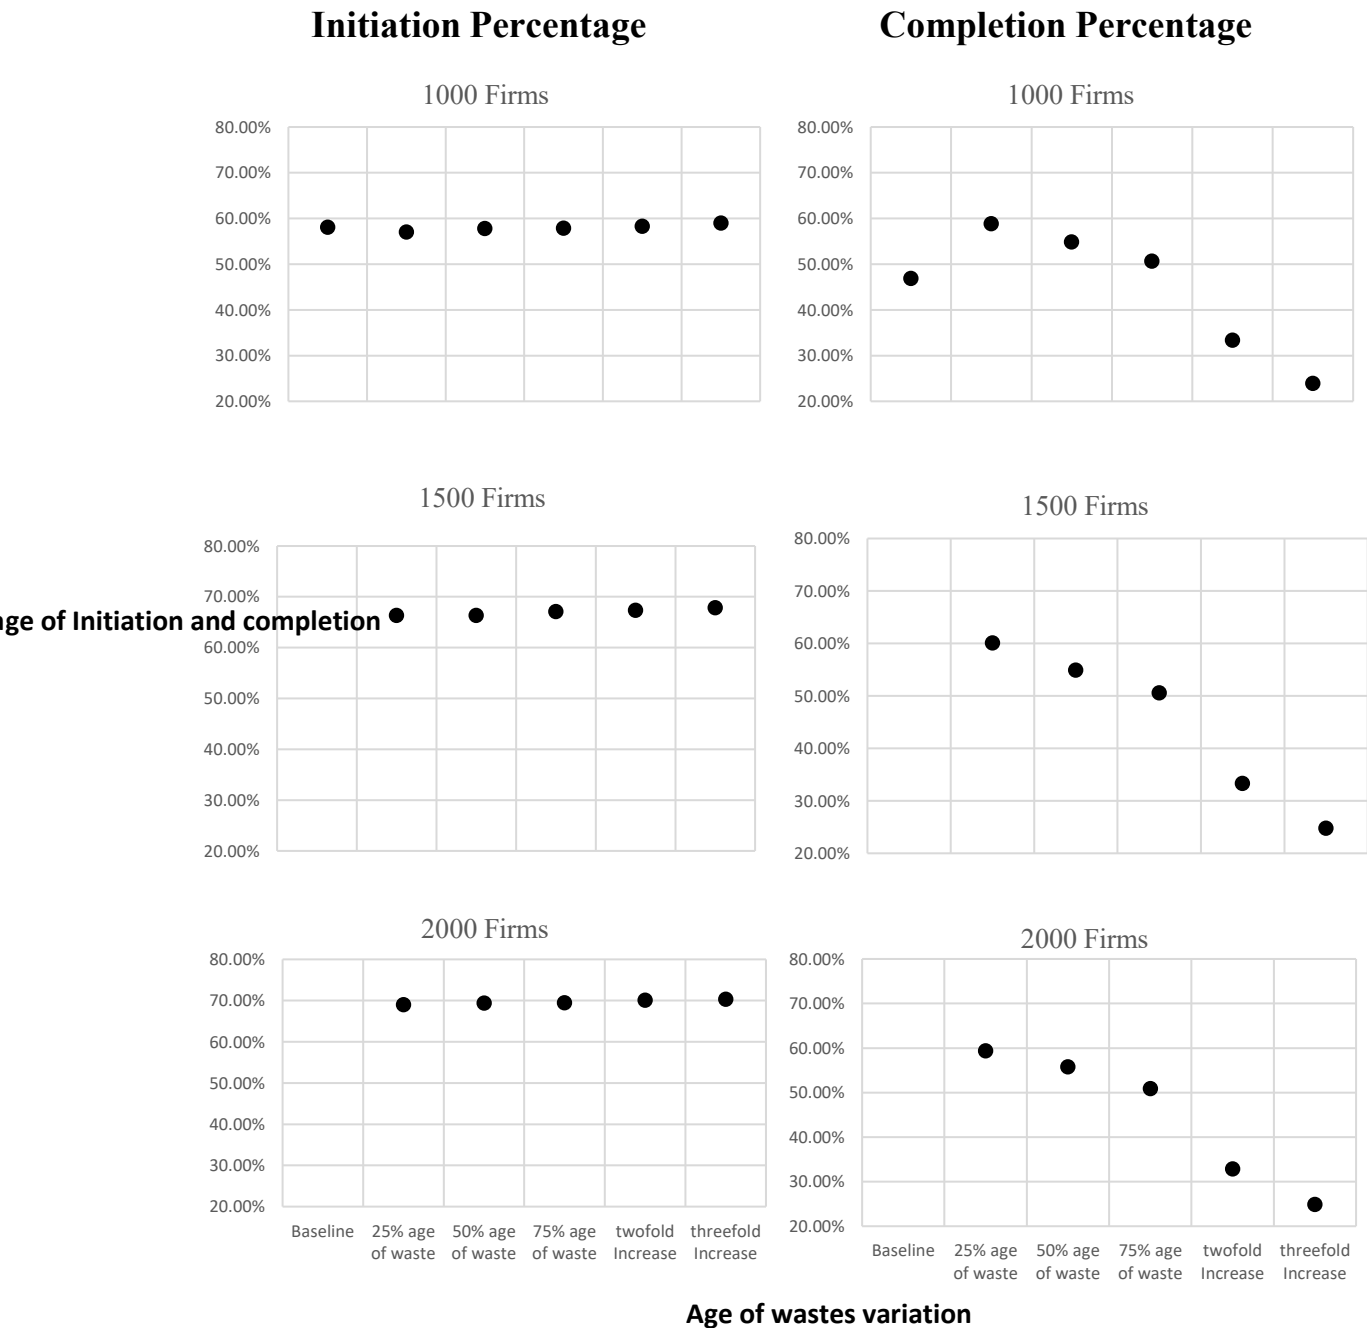 Initiation Percentage
Completion Percentage
1000 Firms
80.00%
70.00%
60.00%
50.00%
40.00%
30.00%
20.00%
1000 Firms
80.00%
70.00%
60.00%
50.00%
40.00%
30.00%
20.00%
1500 Firms
80.00%
70.00%
60.00%
50.00%
40.00%
30.00%
20.00%
of Initiation and completion
1500 Firms
80.00%
70.00%
60.00%
50.00%
40.00%
30.00%
20.00%
2000 Firms
80.00%
70.00%
60.00%
50.00%
40.00%
30.00%
20.00%
Baseline
25% age
of waste
50% age
of waste
75% age
of waste
twofold
Increase
threefold
Increase
2000 Firms
80.00%
70.00%
60.00%
50.00%
40.00%
30.00%
20.00%
Baseline
25% age
of waste
50% age
of waste
75% age
of waste
twofold
Increase
threefold
Increase
Age of wastes variation